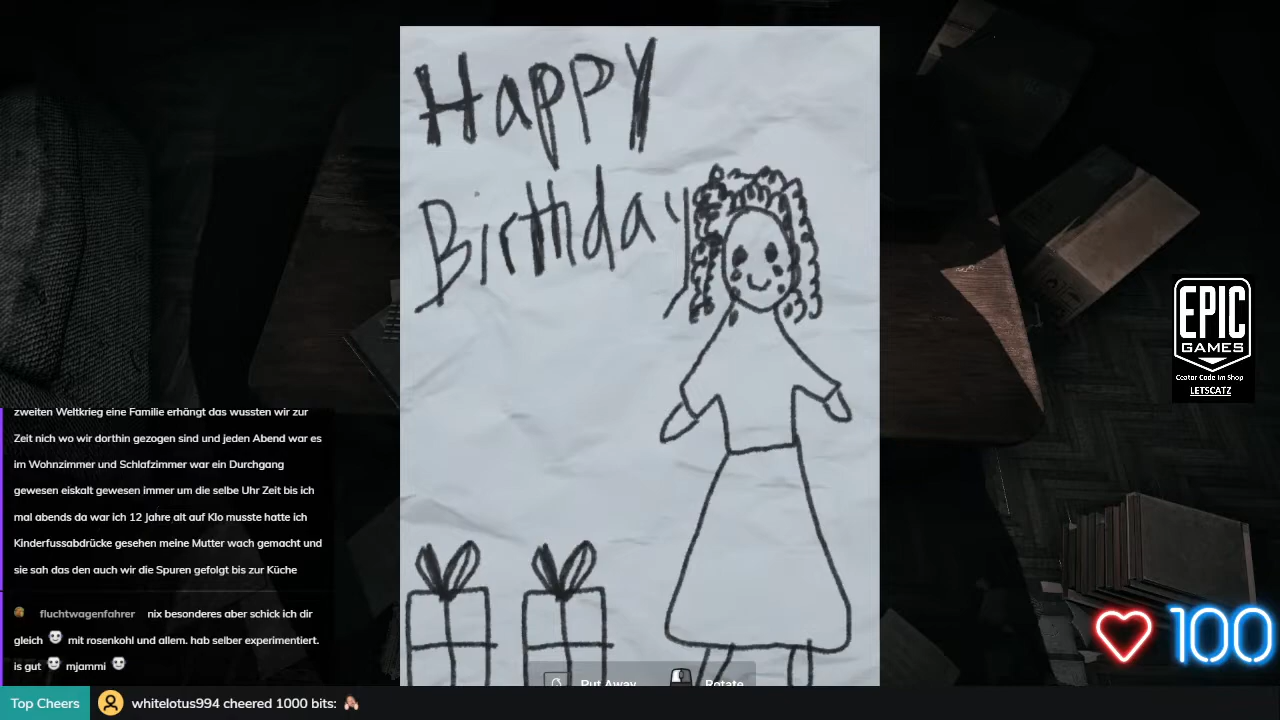 Happy
Birthday
EPIC
GAMES
Ceator Code im Shop
LETSCATZ
zweiten Weltkrieg eine Familie erhängt das wussten wir zur
Zeit nich wo wir dorthin gezogen sind und jeden Abend war es
im Wohnzimmer und Schlafzimmer war ein Durchgang
gewesen eiskalt gewesen immer um die selbe Uhr Zeit bis ich
mal abends da war ich 12 Jahre alt auf Klo musste hatte ich
Kinderfussabdrücke gesehen meine Mutter wach gemacht und
sie sah das den auch wir die Spuren gefolgt bis zur Küche
fluchtwagenfahrer nix besonderes aber schick ich dir
gleich mit rosenkohl und allem. hab selber experimentiert.
is gut mjammi
100
Put Away Rotate
Top Cheers whitelotus994 cheered 1000 bits: